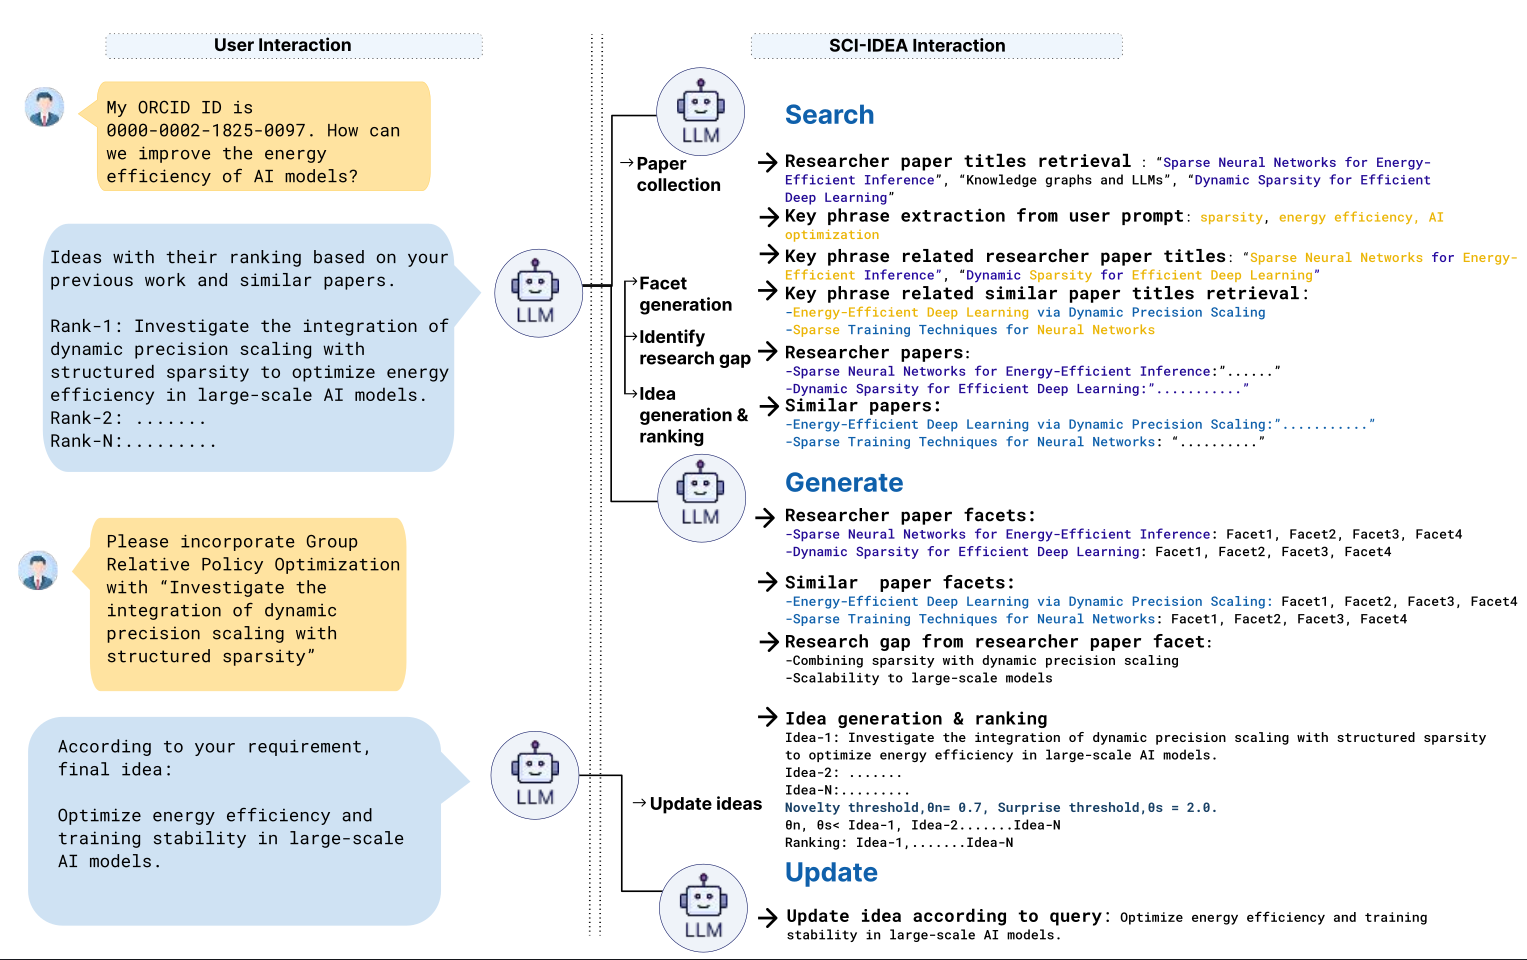 User Interaction
My ORCID ID is
0000-0002-1825-0097. How can
we improve the energy
efficiency of AI models?
Ideas with their ranking based on your
previous work and similar papers.
Rank-1: Investigate the integration of
dynamic precision scaling with
structured sparsity to optimize energy
efficiency in large-scale AI models.
Rank-2: .......
Rank-N:.........
LLM
Please incorporate Group
Relative Policy Optimization
with “Investigate the
integration of dynamic
precision scaling with
structured sparsity”
According to your requirement,
final idea:
Optimize energy efficiency and
training stability in large-scale
AI models.
LLM
SCI-IDEA Interaction
LLM
Search
→Paper
collection
→Facet
generation
→Identify
research gap
→Idea
generation &
ranking
→ Researcher paper titles retrieval : “Sparse Neural Networks for Energy-
Efficient Inference”, “Knowledge graphs and LLMs”, “Dynamic Sparsity for Efficient
Deep Learning”
→ Key phrase extraction from user prompt: sparsity, energy efficiency, AI
optimization
→ Key phrase related researcher paper titles: “Sparse Neural Networks for Energy-
Efficient Inference”, “Dynamic Sparsity for Efficient Deep Learning”
→ Key phrase related similar paper titles retrieval:
-Energy-Efficient Deep Learning via Dynamic Precision Scaling
-Sparse Training Techniques for Neural Networks
→ Researcher papers:
-Sparse Neural Networks for Energy-Efficient Inference:”......”
-Dynamic Sparsity for Efficient Deep Learning:”...........”
→ Similar papers:
-Energy-Efficient Deep Learning via Dynamic Precision Scaling:”...........”
-Sparse Training Techniques for Neural Networks: “..........”
LLM
Generate
→ Researcher paper facets:
-Sparse Neural Networks for Energy-Efficient Inference: Facet1, Facet2, Facet3, Facet4
-Dynamic Sparsity for Efficient Deep Learning: Facet1, Facet2, Facet3, Facet4
→ Similar paper facets:
-Energy-Efficient Deep Learning via Dynamic Precision Scaling: Facet1, Facet2, Facet3, Facet4
-Sparse Training Techniques for Neural Networks: Facet1, Facet2, Facet3, Facet4
→ Research gap from researcher paper facet:
-Combining sparsity with dynamic precision scaling
-Scalability to large-scale models
→ Idea generation & ranking
Idea-1: Investigate the integration of dynamic precision scaling with structured sparsity
to optimize energy efficiency in large-scale AI models.
Idea-2: .......
Idea-N:.........
Novelty threshold,θn= 0.7, Surprise threshold,θs = 2.0.
θn, θs< Idea-1, Idea-2.......Idea-N
Ranking: Idea-1,.......Idea-N
→Update ideas
LLM
Update
→ Update idea according to query: Optimize energy efficiency and training
stability in large-scale AI models.